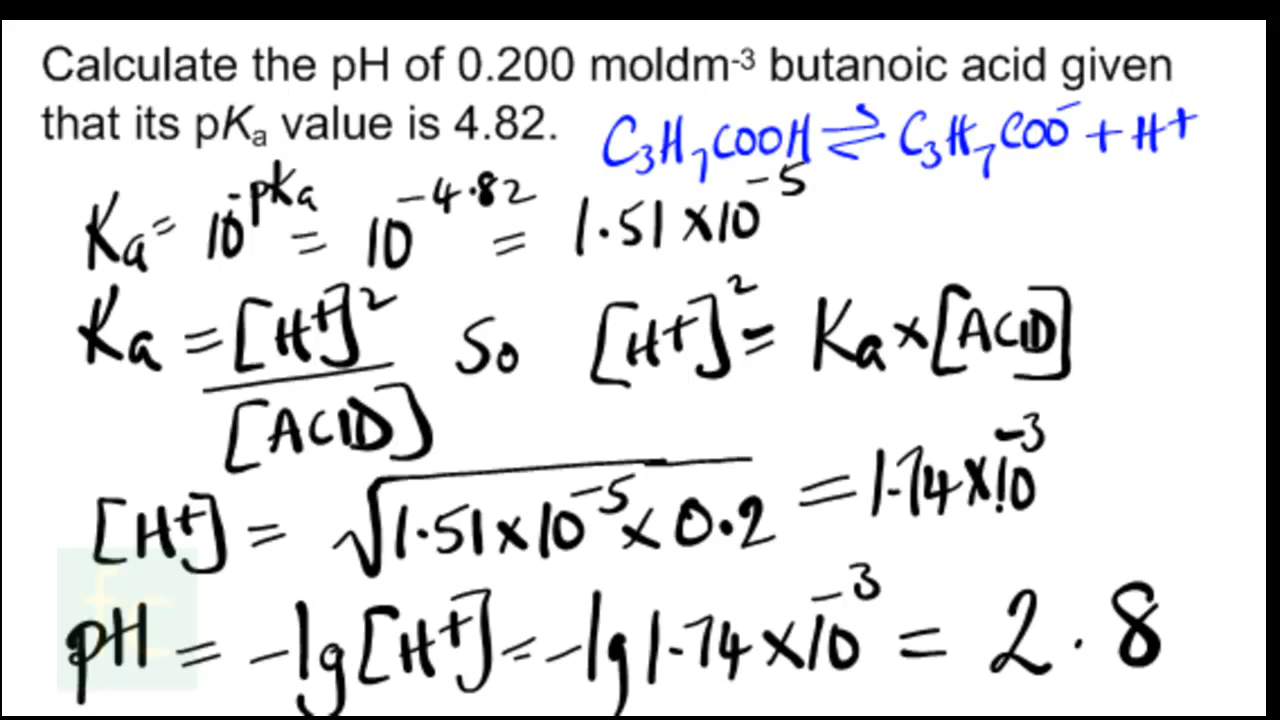 Calculate the pH of 0.200 moldm⁻³ butanoic acid given
that its pKₐ value is 4.82. C₃H₇COOH ⇌ C₃H₇COO⁻ + H⁺
Ka = 10^-pKa = 10^-4.82 = 1.51 × 10⁻⁵
Ka = [H⁺]² / [ACID] So [H⁺]² = Ka × [ACID]
[H⁺] = √(1.51 × 10⁻⁵ × 0.2) = 1.74 × 10⁻³
pH = -lg[H⁺] = -lg 1.74 × 10⁻³ = 2.8